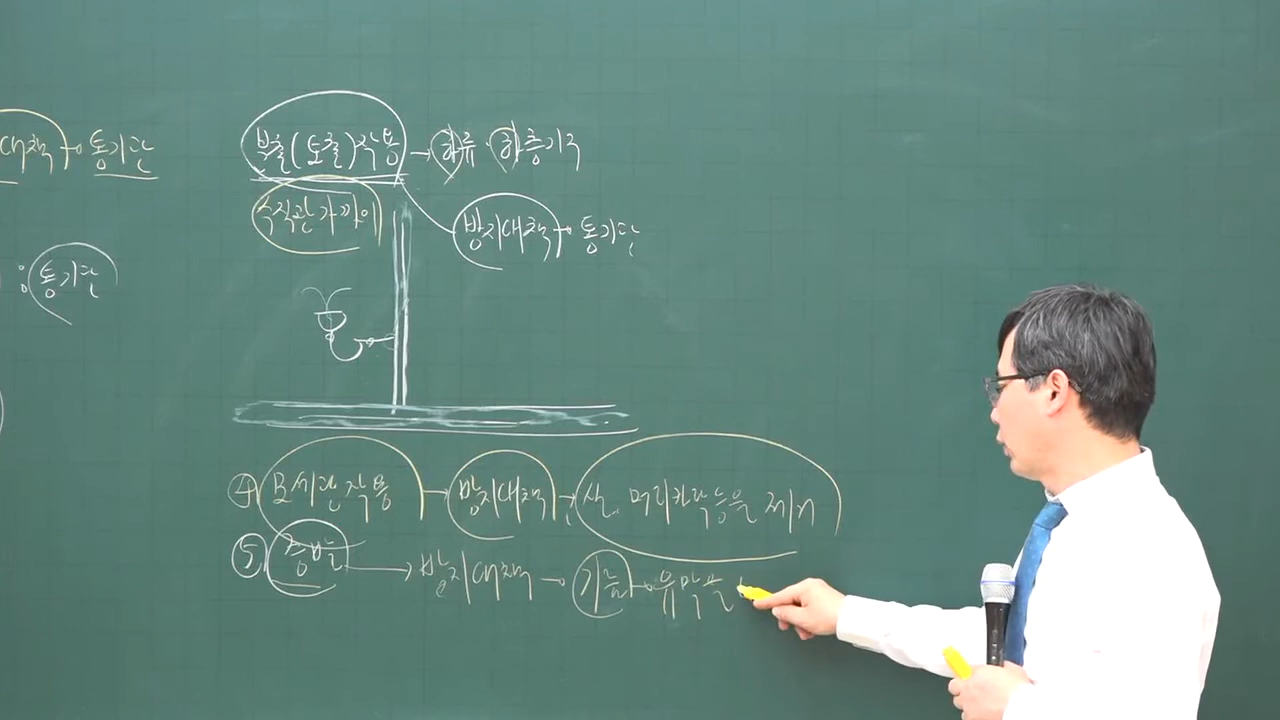 대책 → 통기관
: 통기관
분출(토출)작용 → 하류·하층기구
수직관 가까이
방지대책 → 통기관
④ 모세관작용 → 방지대책 → 실, 머리카락 등을 제거
⑤ 증발 → 방지대책 → 기름 → 유막을